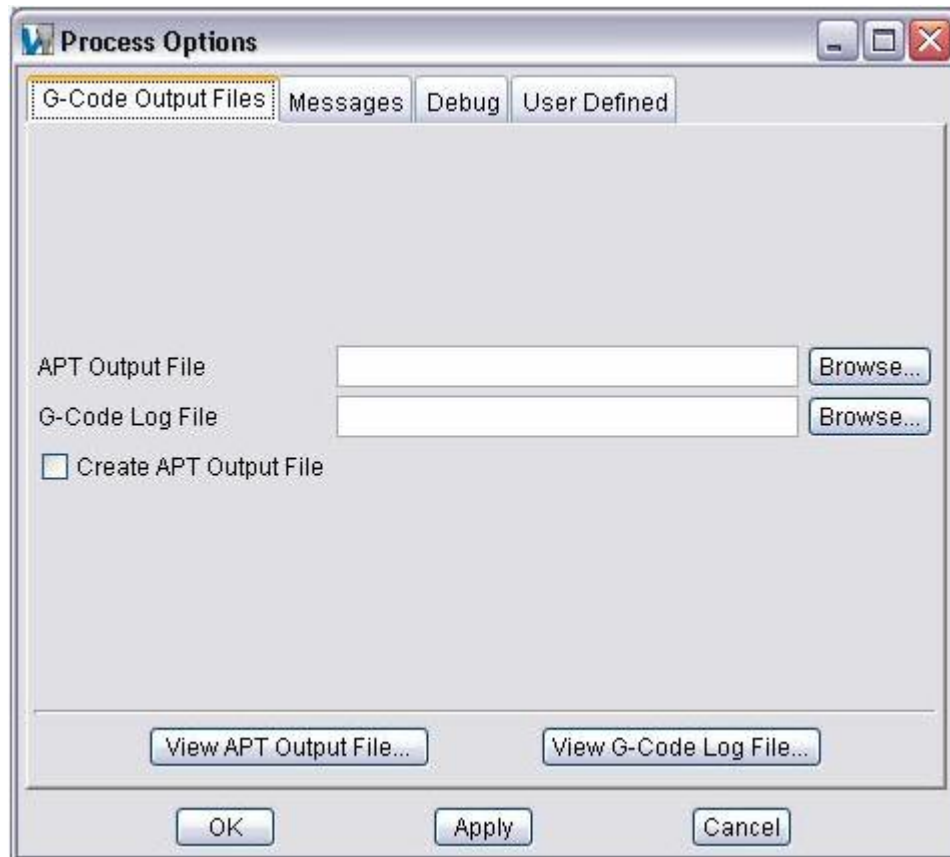 Process Options
G-Code Output Files Messages Debug User Defined
APT Output File Browse...
G-Code Log File Browse...
Create APT Output File
View APT Output File... View G-Code Log File...
OK Apply Cancel